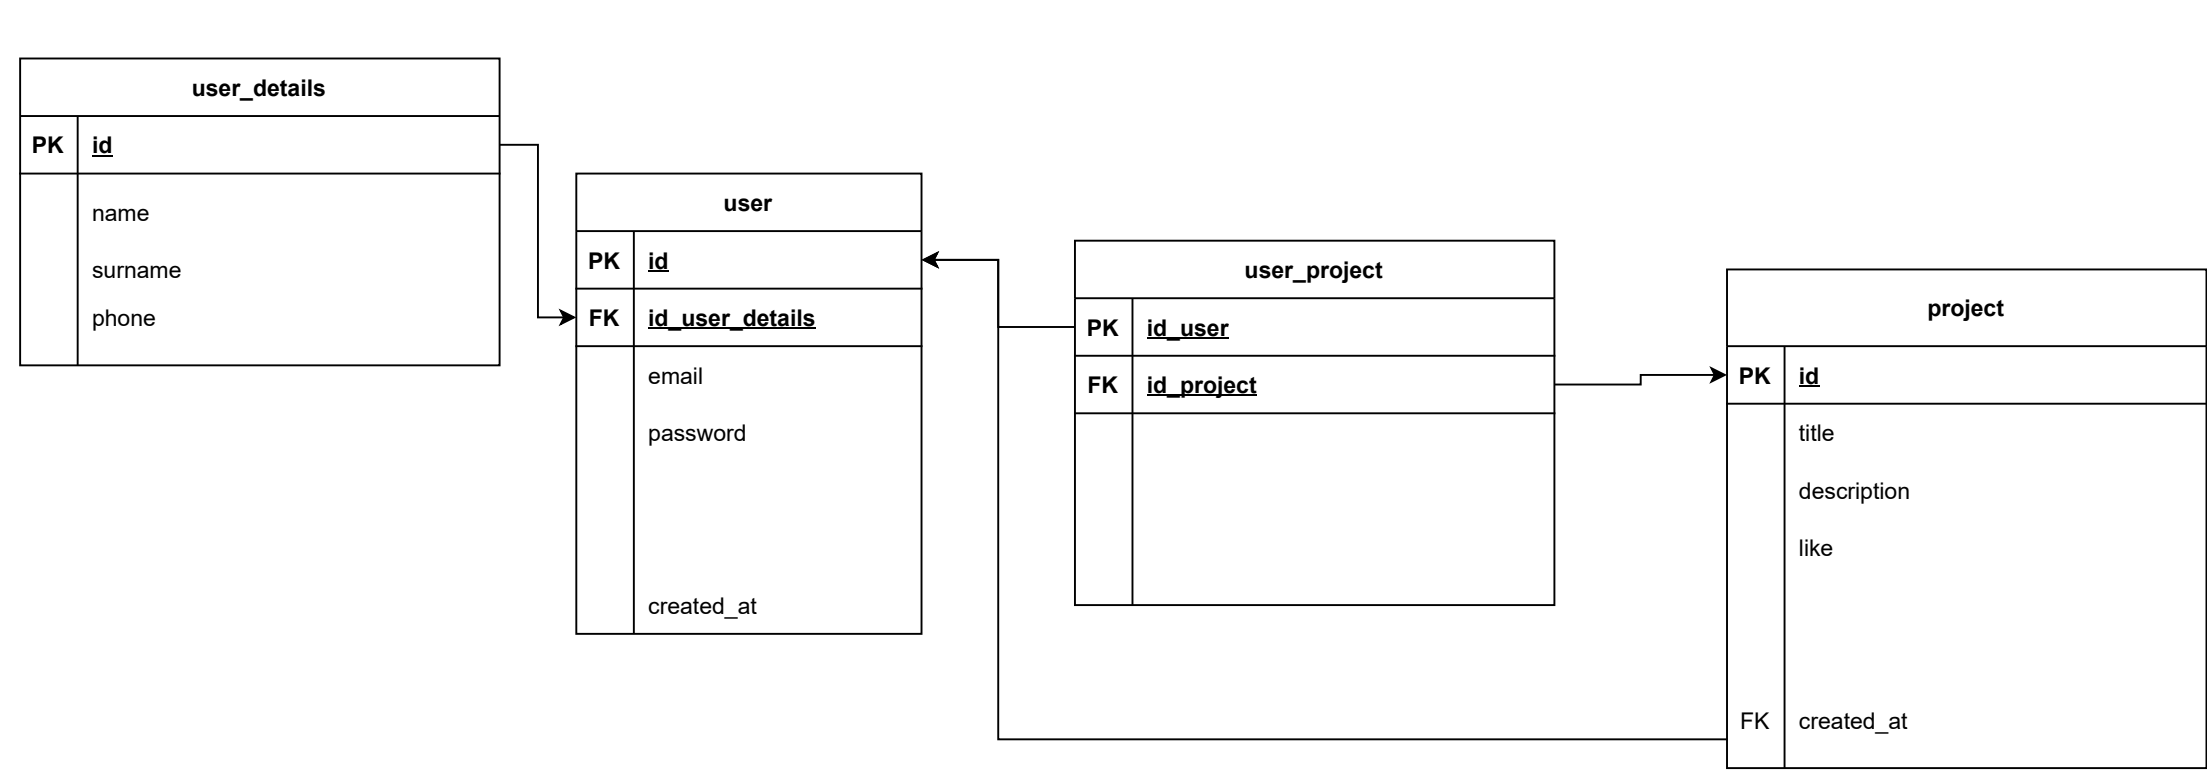 user_details
PK id
name
surname
phone
user
PK id
FK id_user_details
email
password
created_at
user_project
PK id_user
FK id_project
project
PK id
title
description
like
FK created_at